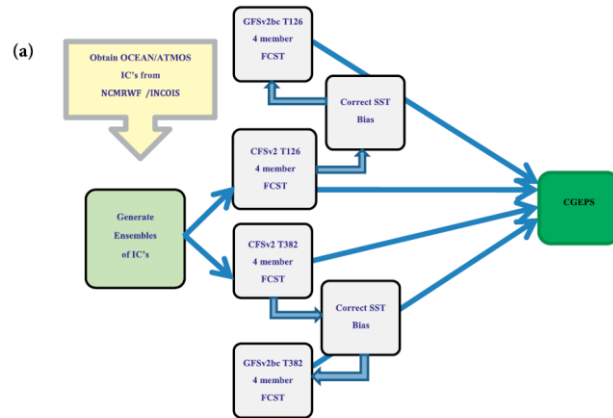 (a)
Obtain OCEAN/ATMOS
IC's from
NCMRWF /INCOIS
GFSv2bc T126
4 member
FCST
Correct SST
Bias
CFSv2 T126
4 member
FCST
Generate
Ensembles
of IC's
CGEPS
CFSv2 T382
4 member
FCST
Correct SST
Bias
GFSv2bc T382
4 member
FCST